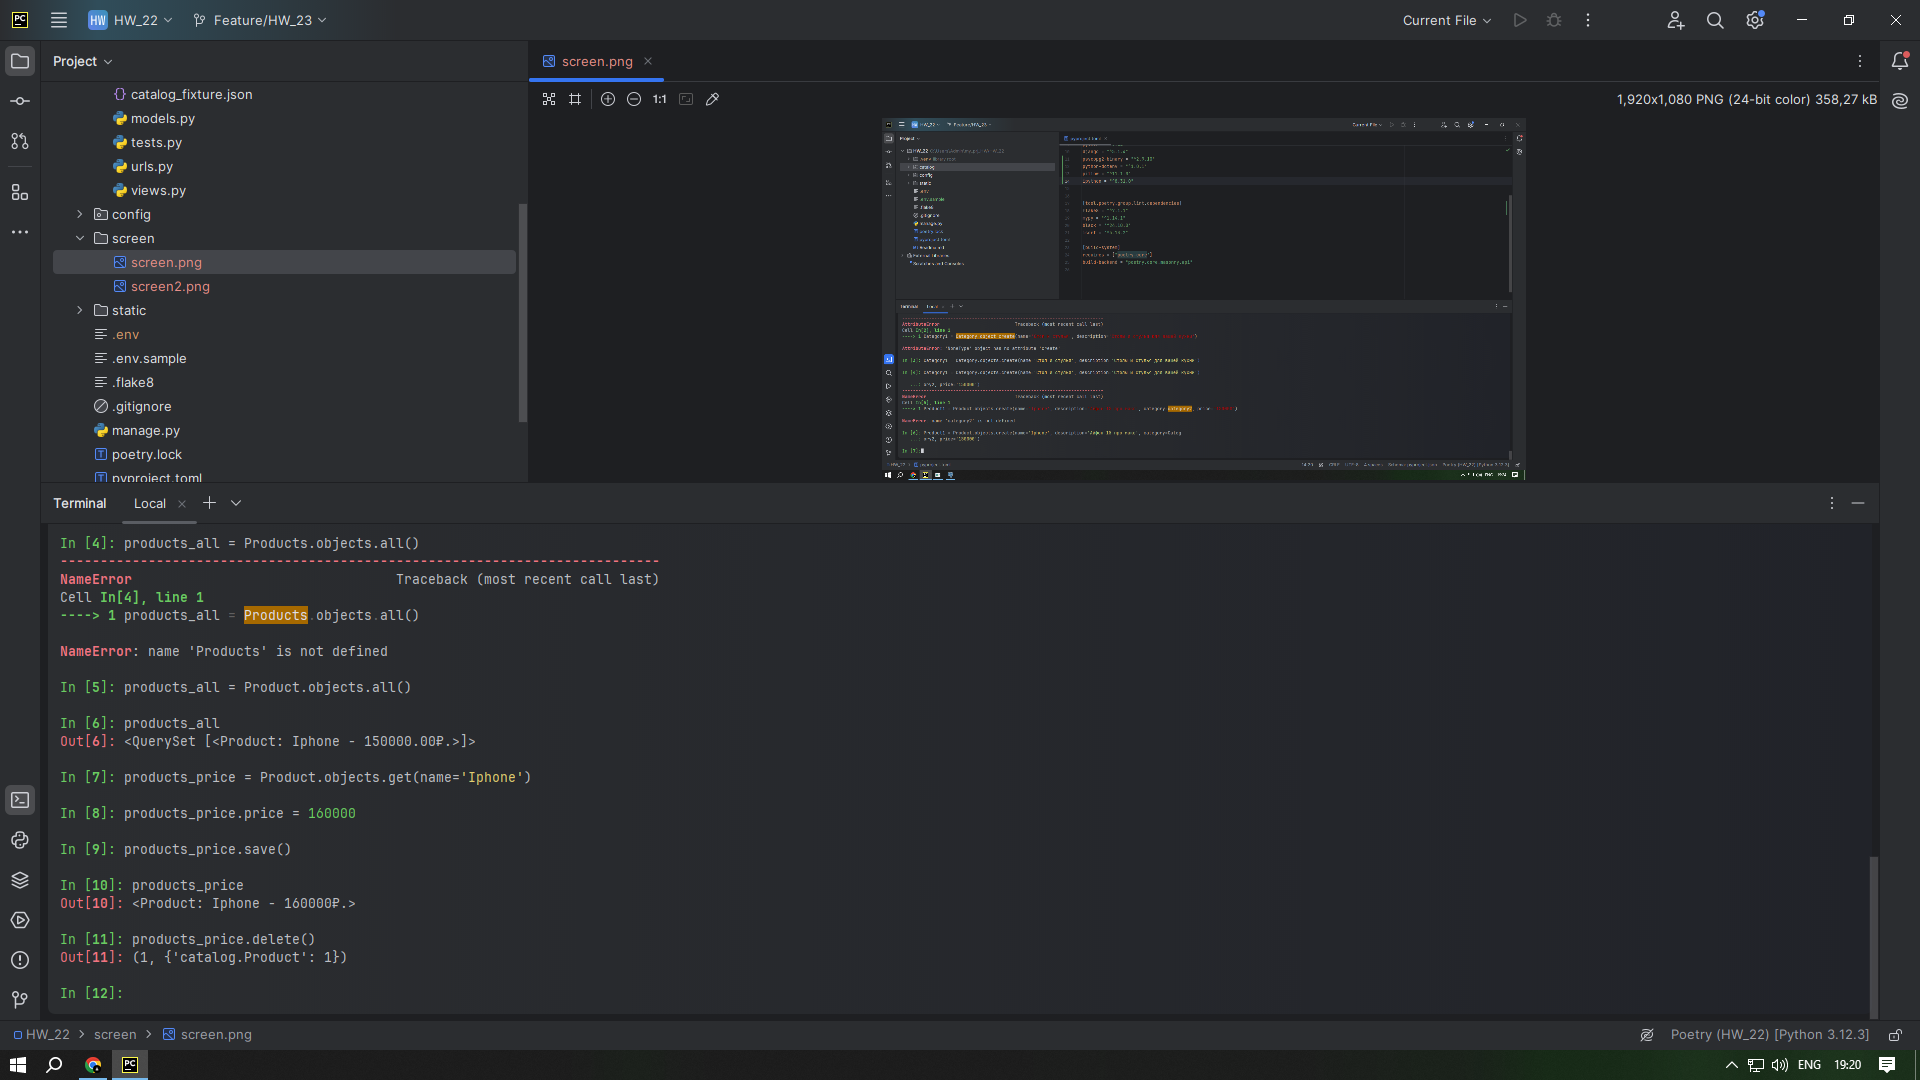 PC
HW HW_22
Feature/HW_23
Current File
Project
screen.png
catalog_fixture.json
models.py
tests.py
urls.py
views.py
config
screen
screen.png
screen2.png
static
.env
.env.sample
.flake8
.gitignore
manage.py
poetry.lock
pyproject.toml
1:1
1,920x1,080 PNG (24-bit color) 358,27 kB
Terminal
Local
In [4]: products_all = Products.objects.all()
---------------------------------------------------------------------------
NameError Traceback (most recent call last)
Cell In[4], line 1
----> 1 products_all = Products.objects.all()
NameError: name 'Products' is not defined
In [5]: products_all = Product.objects.all()
In [6]: products_all
Out[6]: <QuerySet [<Product: Iphone - 150000.00₽.>]>
In [7]: products_price = Product.objects.get(name='Iphone')
In [8]: products_price.price = 160000
In [9]: products_price.save()
In [10]: products_price
Out[10]: <Product: Iphone - 160000₽.>
In [11]: products_price.delete()
Out[11]: (1, {'catalog.Product': 1})
In [12]:
HW_22 > screen > screen.png
Poetry (HW_22) [Python 3.12.3]
PC
ENG
19:20